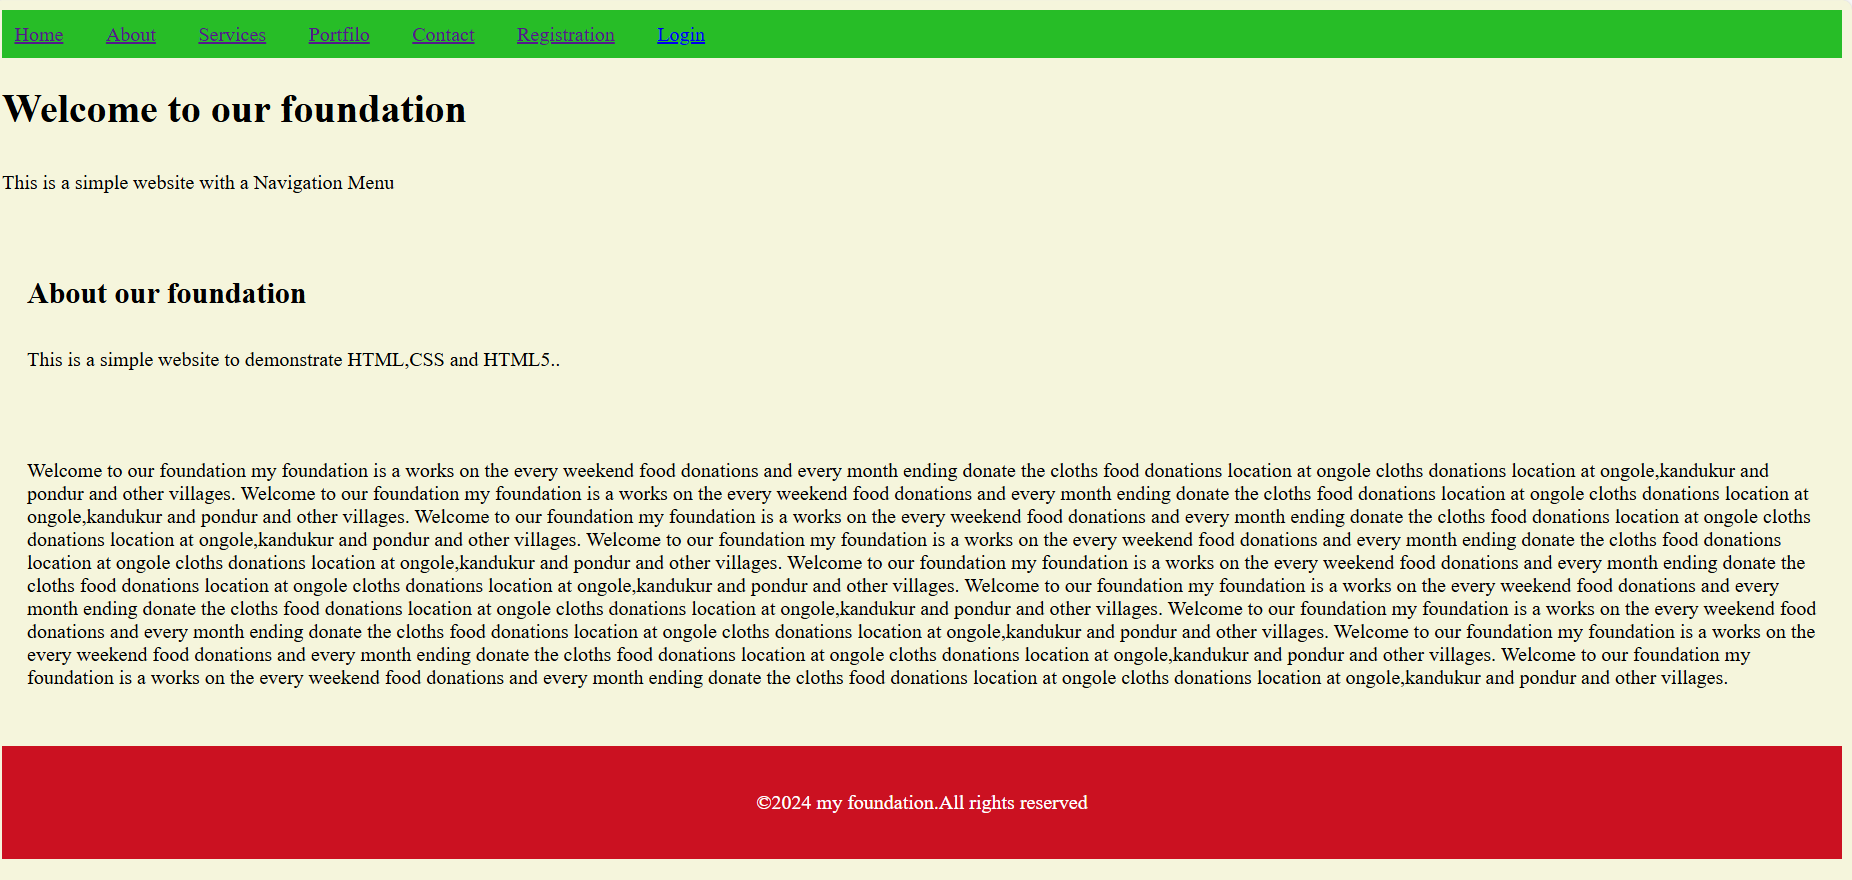 Home About Services Portfilo Contact Registration Login
Welcome to our foundation
This is a simple website with a Navigation Menu
About our foundation
This is a simple website to demonstrate HTML,CSS and HTML5..
Welcome to our foundation my foundation is a works on the every weekend food donations and every month ending donate the cloths food donations location at ongole cloths donations location at ongole,kandukur and
pondur and other villages. Welcome to our foundation my foundation is a works on the every weekend food donations and every month ending donate the cloths food donations location at ongole cloths donations location at
ongole,kandukur and pondur and other villages. Welcome to our foundation my foundation is a works on the every weekend food donations and every month ending donate the cloths food donations location at ongole cloths
donations location at ongole,kandukur and pondur and other villages. Welcome to our foundation my foundation is a works on the every weekend food donations and every month ending donate the cloths food donations
location at ongole cloths donations location at ongole,kandukur and pondur and other villages. Welcome to our foundation my foundation is a works on the every weekend food donations and every month ending donate the
cloths food donations location at ongole cloths donations location at ongole,kandukur and pondur and other villages. Welcome to our foundation my foundation is a works on the every weekend food donations and every
month ending donate the cloths food donations location at ongole cloths donations location at ongole,kandukur and pondur and other villages. Welcome to our foundation my foundation is a works on the every weekend food
donations and every month ending donate the cloths food donations location at ongole cloths donations location at ongole,kandukur and pondur and other villages. Welcome to our foundation my foundation is a works on the
every weekend food donations and every month ending donate the cloths food donations location at ongole cloths donations location at ongole,kandukur and pondur and other villages. Welcome to our foundation my
foundation is a works on the every weekend food donations and every month ending donate the cloths food donations location at ongole cloths donations location at ongole,kandukur and pondur and other villages.
©2024 my foundation.All rights reserved